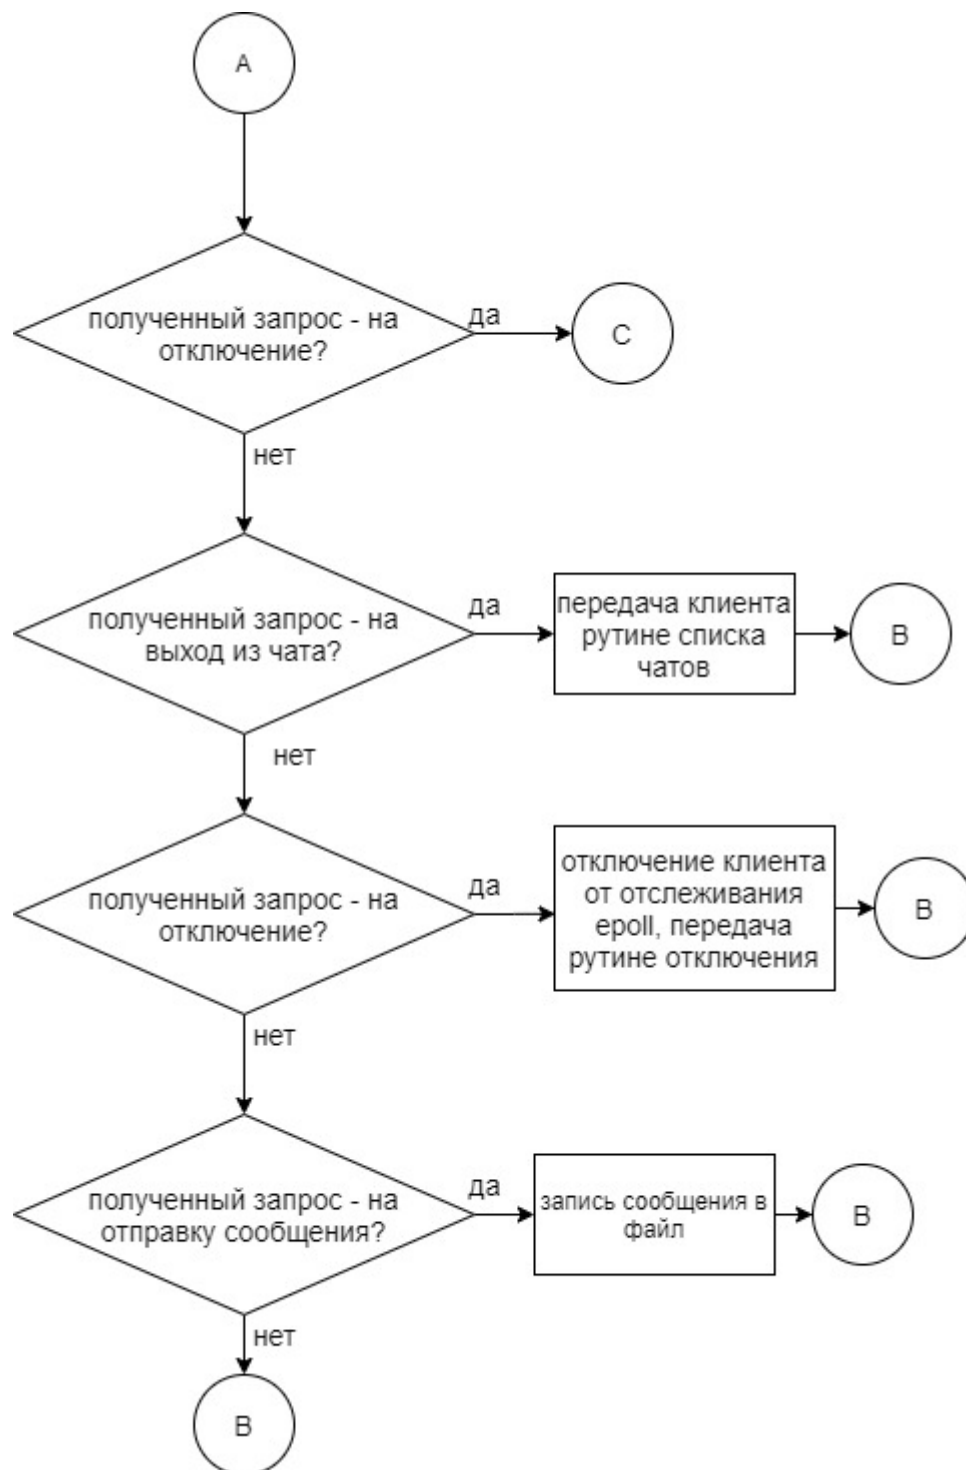 А
полученный запрос - на
отключение?
да
С
нет
полученный запрос - на
выход из чата?
да
передача клиента
рутине списка
чатов
В
нет
полученный запрос - на
отключение?
да
отключение клиента
от отслеживания
epoll, передача
рутине отключения
В
нет
полученный запрос - на
отправку сообщения?
да
запись сообщения в
файл
В
нет
В